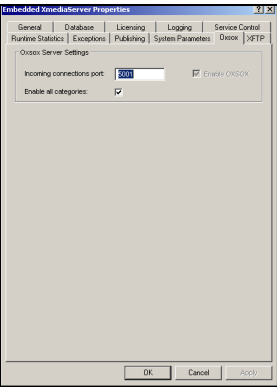 Embedded XmediaServer Properties
General Database Licensing Logging Service Control
Runtime Statistics Exceptions Publishing System Parameters Oxsox XFTP
Oxsox Server Settings
Incoming connections port: 5001 Enable OXSOX
Enable all categories:
OK Cancel Apply